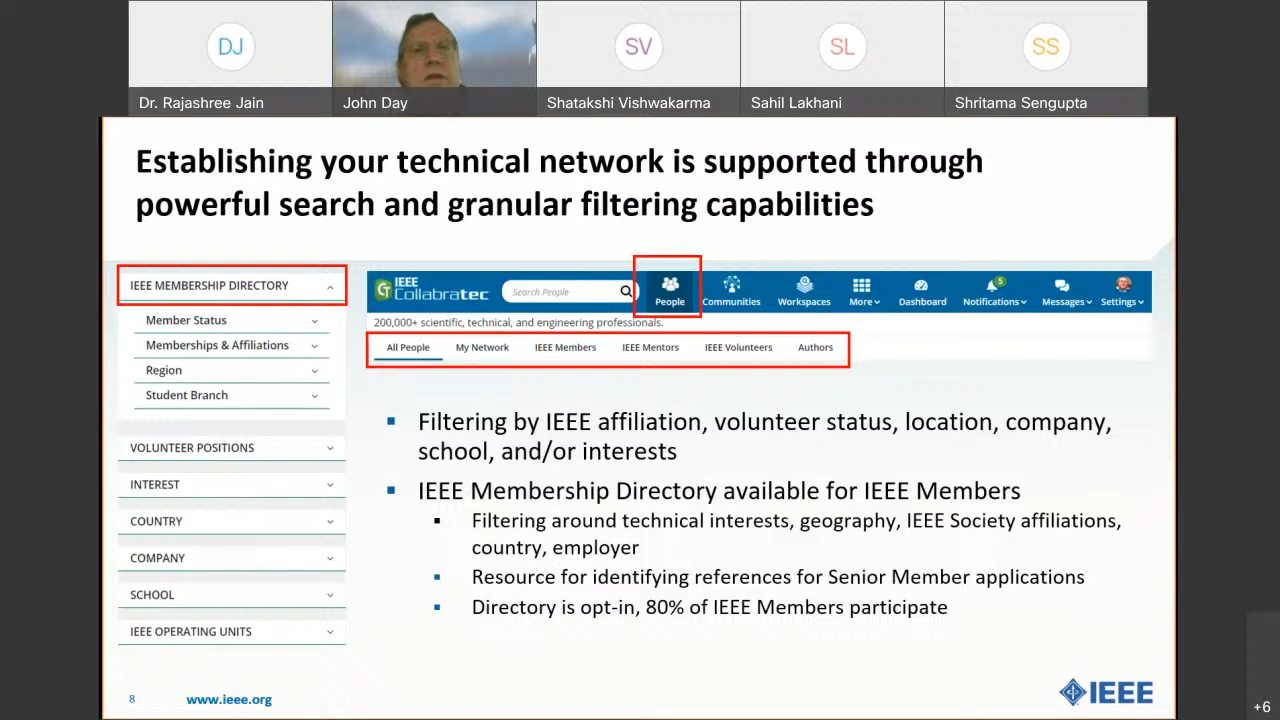 DJ
SV
SL
SS
Dr. Rajashree Jain
John Day
Shatakshi Vishwakarma
Sahil Lakhani
Shritama Sengupta
Establishing your technical network is supported through
powerful search and granular filtering capabilities
IEEE MEMBERSHIP DIRECTORY
Member Status
Memberships & Affiliations
Region
Student Branch
VOLUNTEER POSITIONS
INTEREST
COUNTRY
COMPANY
SCHOOL
IEEE OPERATING UNITS
CT IEEE Collabratec
Search People
People
Communities
Workspaces
More
Dashboard
5
Notifications
Messages
Settings
200,000+ scientific, technical, and engineering professionals.
All People
My Network
IEEE Members
IEEE Mentors
IEEE Volunteers
Authors
Filtering by IEEE affiliation, volunteer status, location, company,
school, and/or interests
IEEE Membership Directory available for IEEE Members
Filtering around technical interests, geography, IEEE Society affiliations,
country, employer
Resource for identifying references for Senior Member applications
Directory is opt-in, 80% of IEEE Members participate
8
www.ieee.org
IEEE
+6